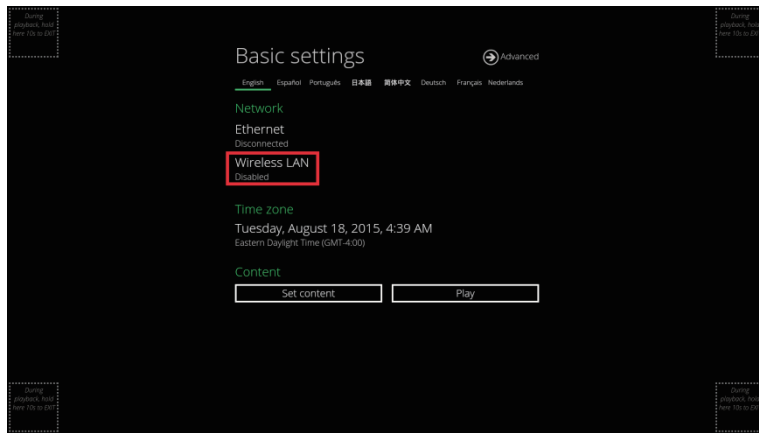 During
playback, hold
here 10s to EXIT
During
playback, hold
here 10s to EXIT
Basic settings
Advanced
English Español Português 日本語 简体中文 Deutsch Français Nederlands
Network
Ethernet
Disconnected
Wireless LAN
Disabled
Time zone
Tuesday, August 18, 2015, 4:39 AM
Eastern Daylight Time (GMT-4:00)
Content
Set content Play
During
playback, hold
here 10s to EXIT
During
playback, hold
here 10s to EXIT